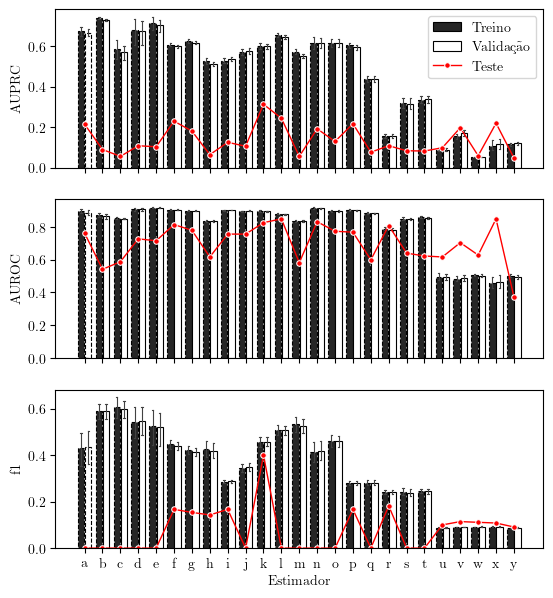 Treino
Validação
Teste
AUPRC
0.6
0.4
0.2
0.0
AUROC
0.8
0.6
0.4
0.2
0.0
f1
0.6
0.4
0.2
0.0
a b c d e f g h i j k l m n o p q r s t u v w x y
Estimador